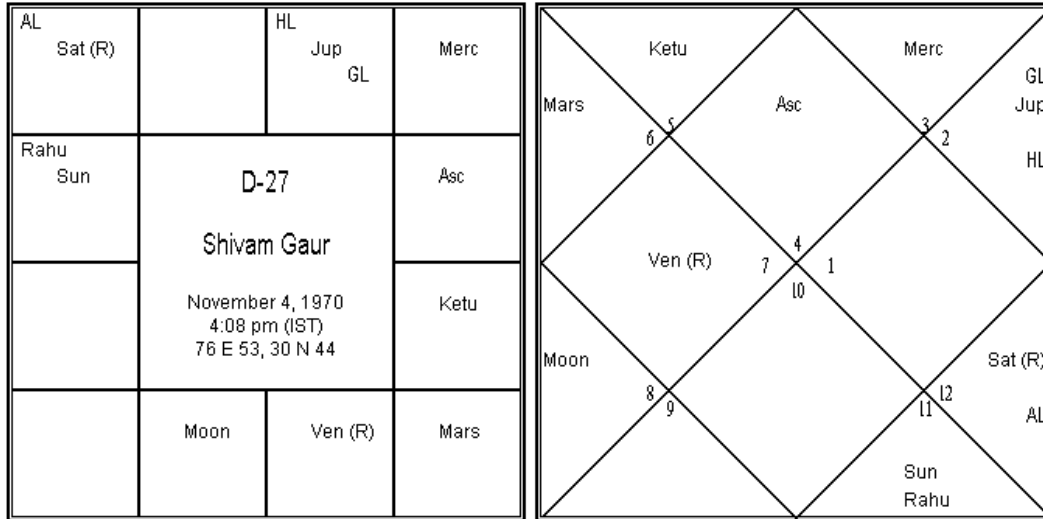 AL
Sat (R)
HL
Jup
GL
Merc
Rahu
Sun
D-27
Shivam Gaur
November 4, 1970
4:08 pm (IST)
76 E 53, 30 N 44
Asc
Ketu
Moon
Ven (R)
Mars
Ketu
Merc
GL
Jup
HL
Mars
Asc
5
6
3
2
Ven (R)
7
4
1
10
Moon
Sat (R)
AL
8
9
12
11
Sun
Rahu